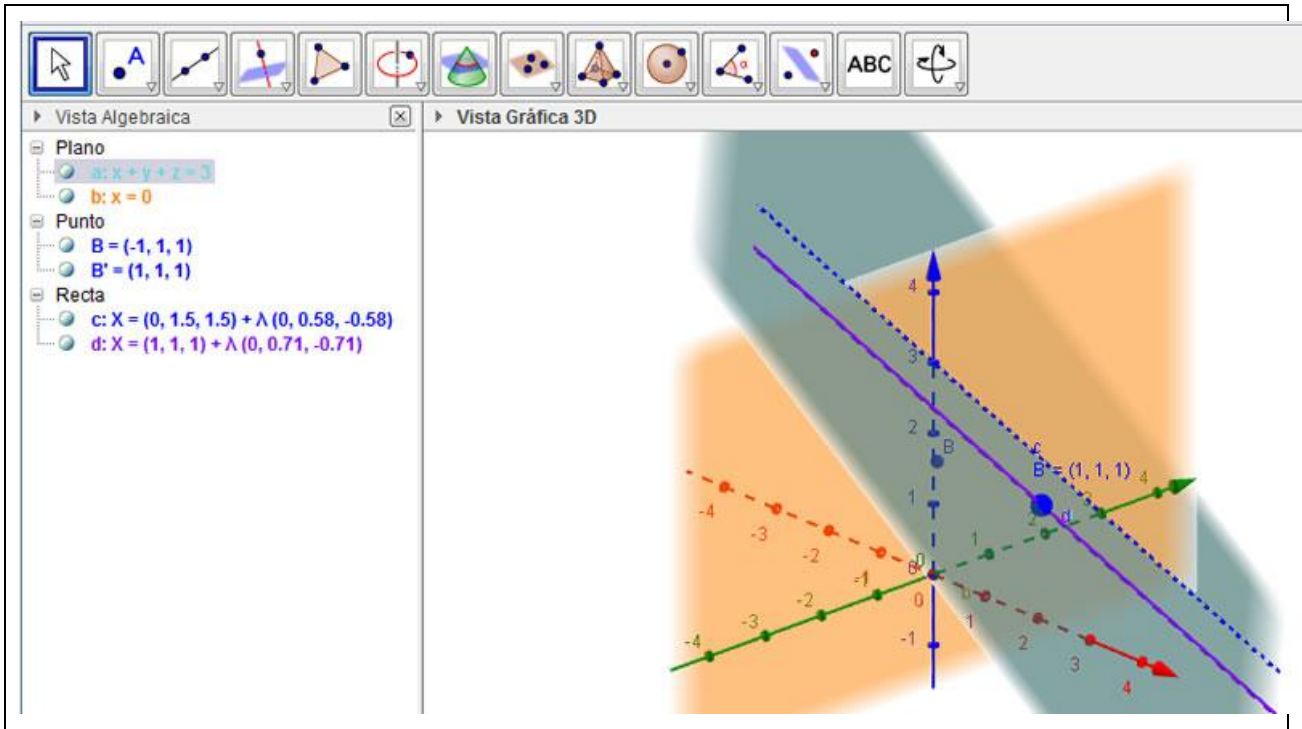 A
α
ABC
Vista Algebraica
Vista Gráfica 3D
Plano
a: x + y + z = 3
b: x = 0
Punto
B = (-1, 1, 1)
B' = (1, 1, 1)
Recta
c: X = (0, 1.5, 1.5) + λ (0, 0.58, -0.58)
d: X = (1, 1, 1) + λ (0, 0.71, -0.71)
4
3
2
B
c
B' = (1, 1, 1)
4
3
1
d
2
-4
-3
-2
-1
0
0
1
-1
-2
-3
-4
0
-1
1
2
3
4